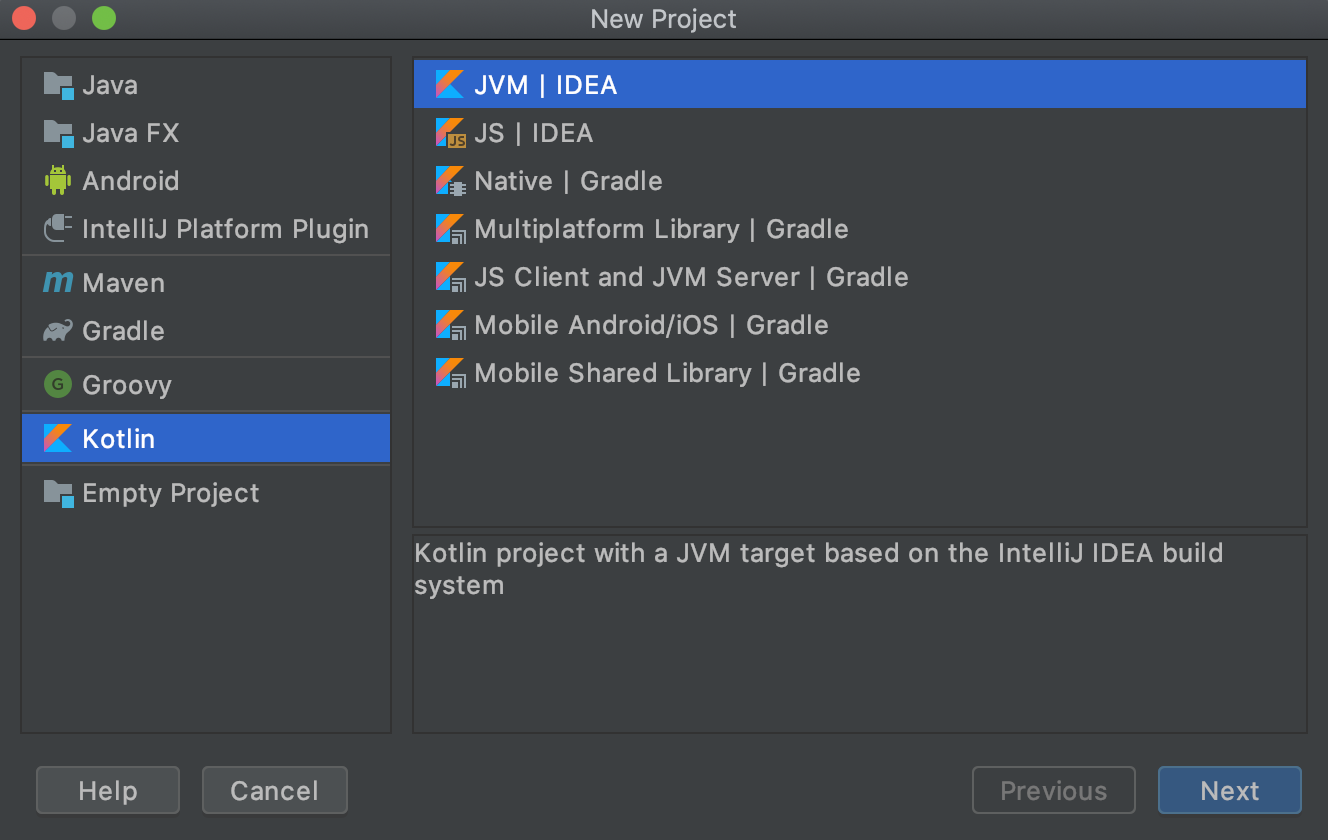 New Project
Java
Java FX
Android
IntelliJ Platform Plugin
m Maven
Gradle
G Groovy
Kotlin
Empty Project
JVM | IDEA
JS JS | IDEA
Native | Gradle
Multiplatform Library | Gradle
JS Client and JVM Server | Gradle
Mobile Android/iOS | Gradle
Mobile Shared Library | Gradle
Kotlin project with a JVM target based on the IntelliJ IDEA build
system
Help
Cancel
Previous
Next